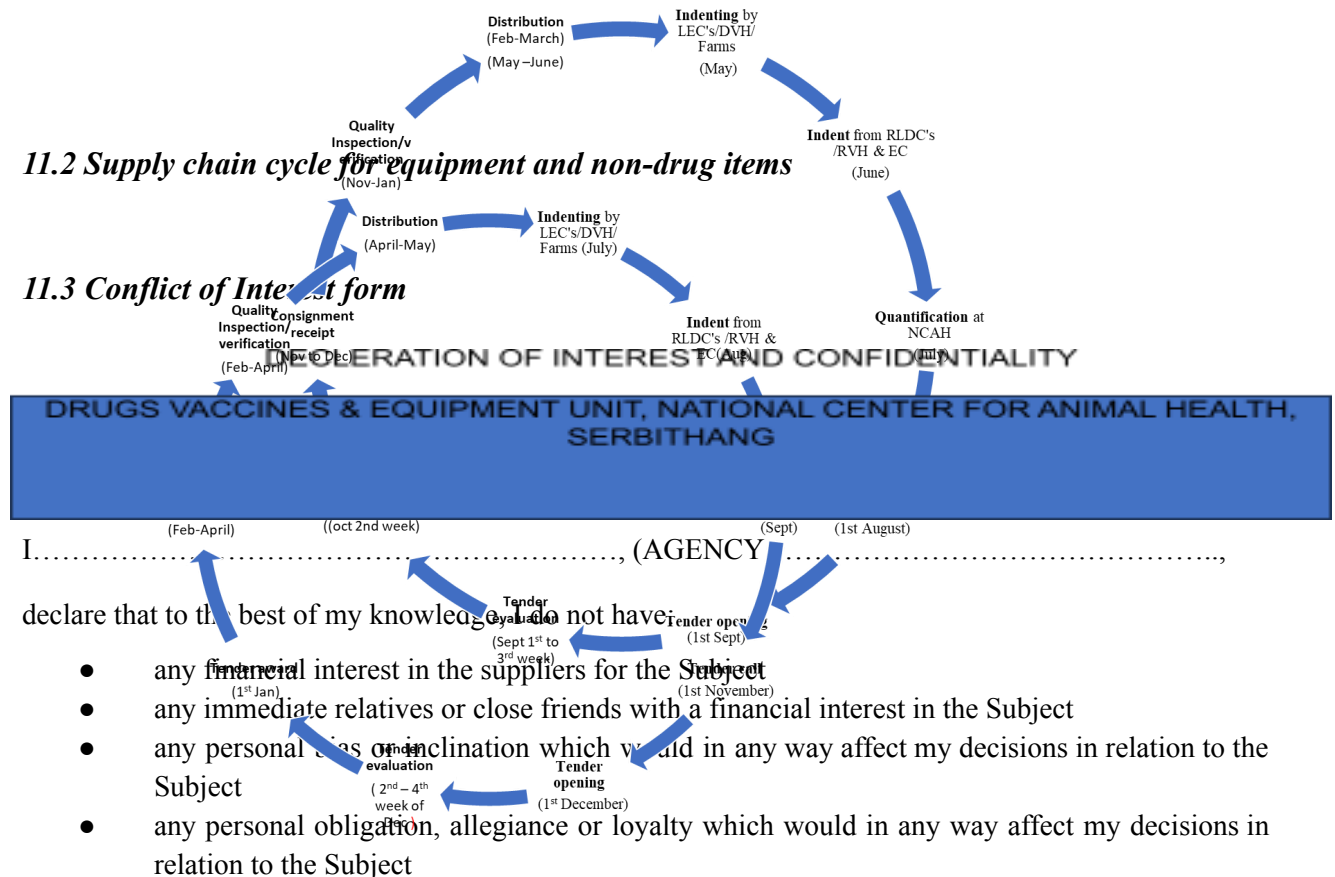 Distribution
(Feb-March)
(May –June)
Indenting by
LEC's/DVH/
Farms
(May)
Quality
Inspection/v
erification
(Nov-Jan)
Indent from RLDC's
/RVH & EC
(June)
11.2 Supply chain cycle for equipment and non-drug items
Distribution
(April-May)
Indenting by
LEC's/DVH/
Farms (July)
11.3 Conflict of Interest form
Quality
Inspection/
verification
(Feb-April)
Consignment
receipt
(Nov to Dec)
Indent from
RLDC's /RVH &
EC(Aug)
Quantification at
NCAH
(July)
DECLERATION OF INTEREST AND CONFIDENTIALITY
DRUGS VACCINES & EQUIPMENT UNIT, NATIONAL CENTER FOR ANIMAL HEALTH,
SERBITHANG
(Feb-April)
((oct 2nd week)
(Sept)
(1st August)
I…………………………………………………., (AGENCY ……………………………………..,
declare that to the best of my knowledge, I do not have:
Tender
evaluation
(Sept 1st to
3rd week)
Tender opening
(1st Sept)
● any financial interest in the suppliers for the Subject
Tender award
(1st Jan)
Tender call
(1st November)
● any immediate relatives or close friends with a financial interest in the Subject
● any personal bias or inclination which would in any way affect my decisions in relation to the
Subject
Tender
evaluation
( 2nd – 4th
week of
Dec )
Tender
opening
(1st December)
● any personal obligation, allegiance or loyalty which would in any way affect my decisions in
relation to the Subject